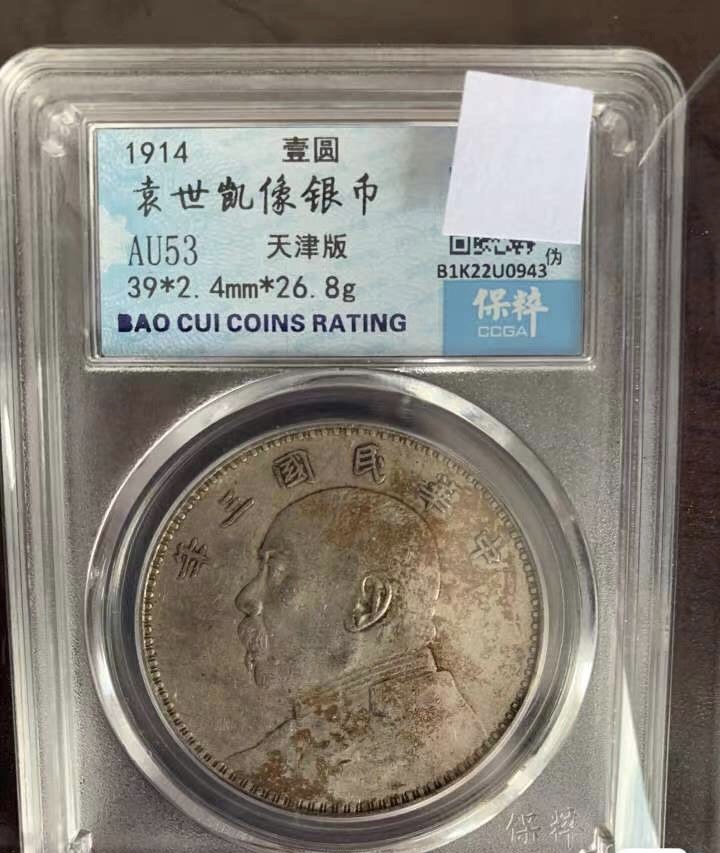 1914 壹圆
袁世凯像银币
AU53 天津版
39*2.4mm*26.8g
BAO CUI COINS RATING
伪
B1K22U0943
保粹
CCGA
中華民國三年
保粹